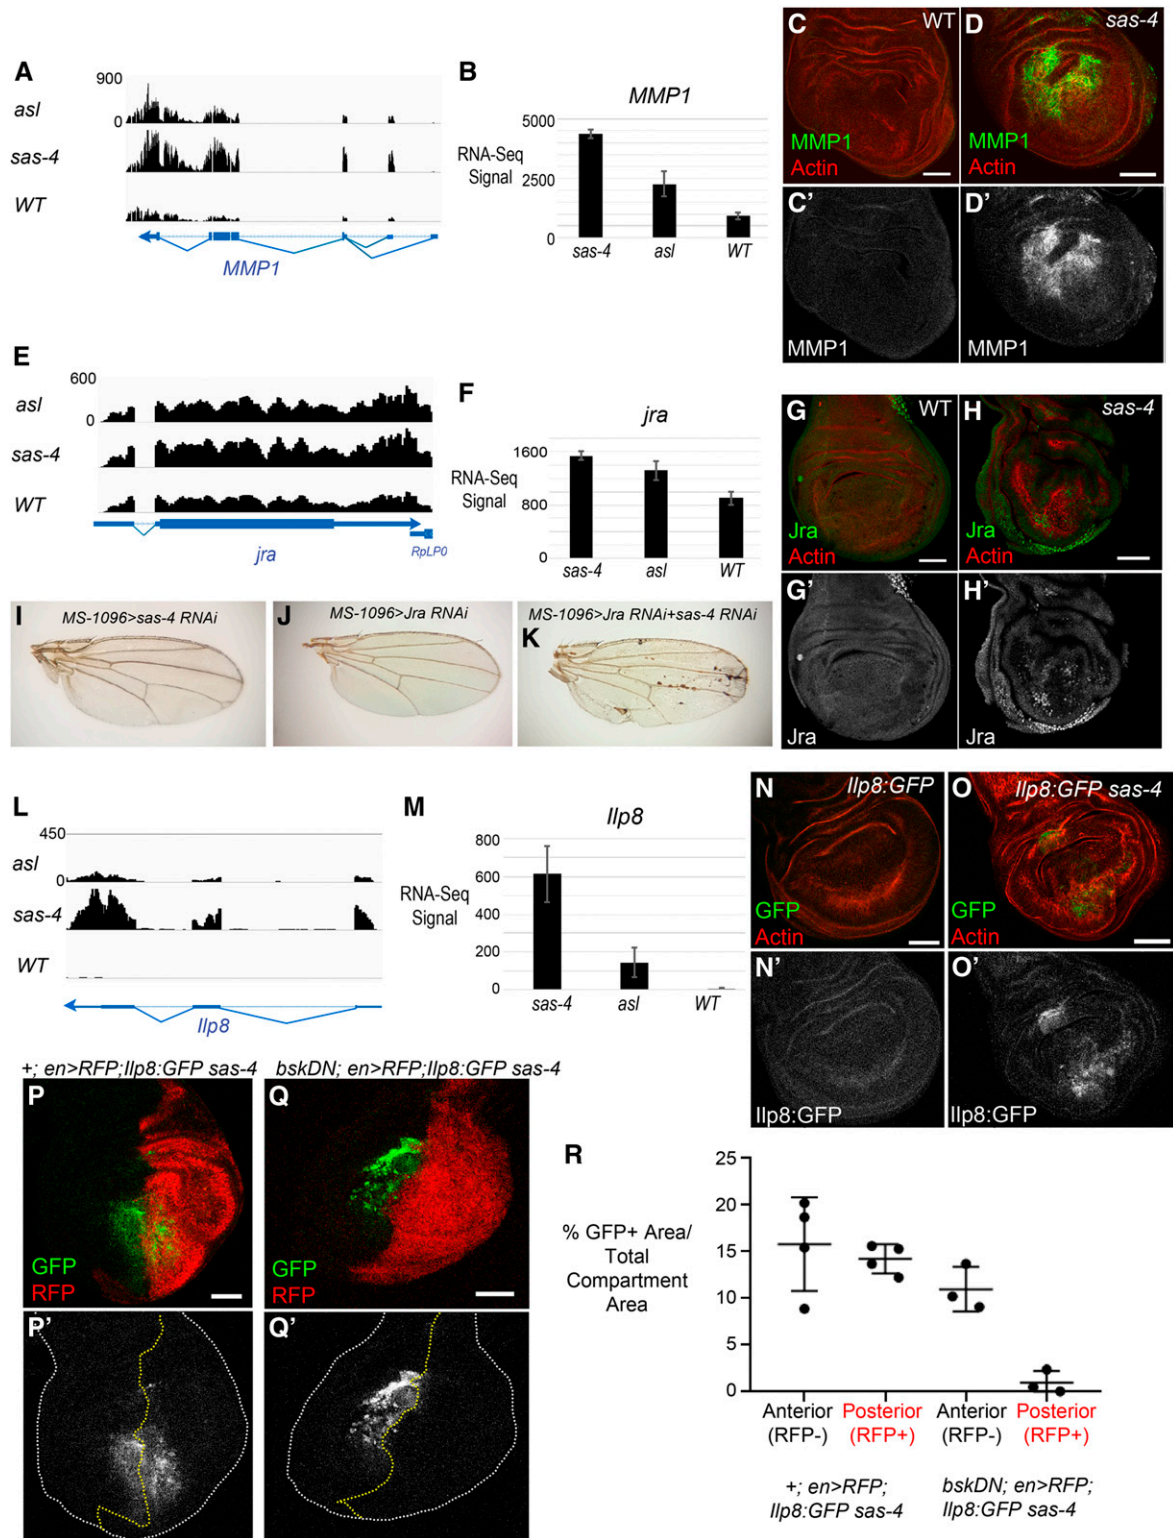 A
900
0
asl
sas-4
WT
MMP1
B
MMP1
RNA-Seq
Signal
5000
2500
0
sas-4
asl
WT
C
WT
MMP1
Actin
D
sas-4
MMP1
Actin
C'
MMP1
D'
MMP1
E
600
0
asl
sas-4
WT
jra
RpLP0
F
jra
RNA-Seq
Signal
1600
800
0
sas-4
asl
WT
G
WT
Jra
Actin
H
sas-4
Jra
Actin
G'
Jra
H'
Jra
I
MS-1096>sas-4 RNAi
J
MS-1096>Jra RNAi
K
MS-1096>Jra RNAi+sas-4 RNAi
L
450
0
asl
sas-4
WT
Ilp8
M
Ilp8
RNA-Seq
Signal
800
600
400
200
0
sas-4
asl
WT
N
Ilp8:GFP
GFP
Actin
O
Ilp8:GFP sas-4
GFP
Actin
N'
Ilp8:GFP
O'
Ilp8:GFP
+; en>RFP;Ilp8:GFP sas-4
P
GFP
RFP
bskDN; en>RFP;Ilp8:GFP sas-4
Q
GFP
RFP
P'
Q'
R
% GFP+ Area/
Total
Compartment
Area
25
20
15
10
5
0
Anterior
(RFP-)
Posterior
(RFP+)
Anterior
(RFP-)
Posterior
(RFP+)
+; en>RFP;
Ilp8:GFP sas-4
bskDN; en>RFP;
Ilp8:GFP sas-4